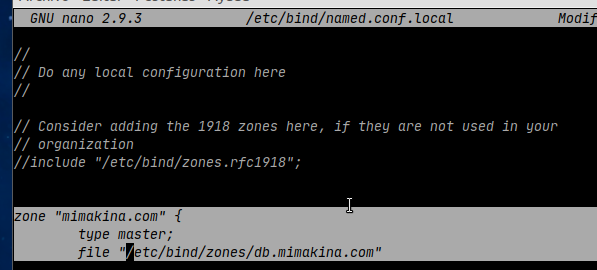 GNU nano 2.9.3 /etc/bind/named.conf.local Modif
//
// Do any local configuration here
//
// Consider adding the 1918 zones here, if they are not used in your
// organization
//include "/etc/bind/zones.rfc1918";
zone "mimakina.com" {
type master;
file "/etc/bind/zones/db.mimakina.com"